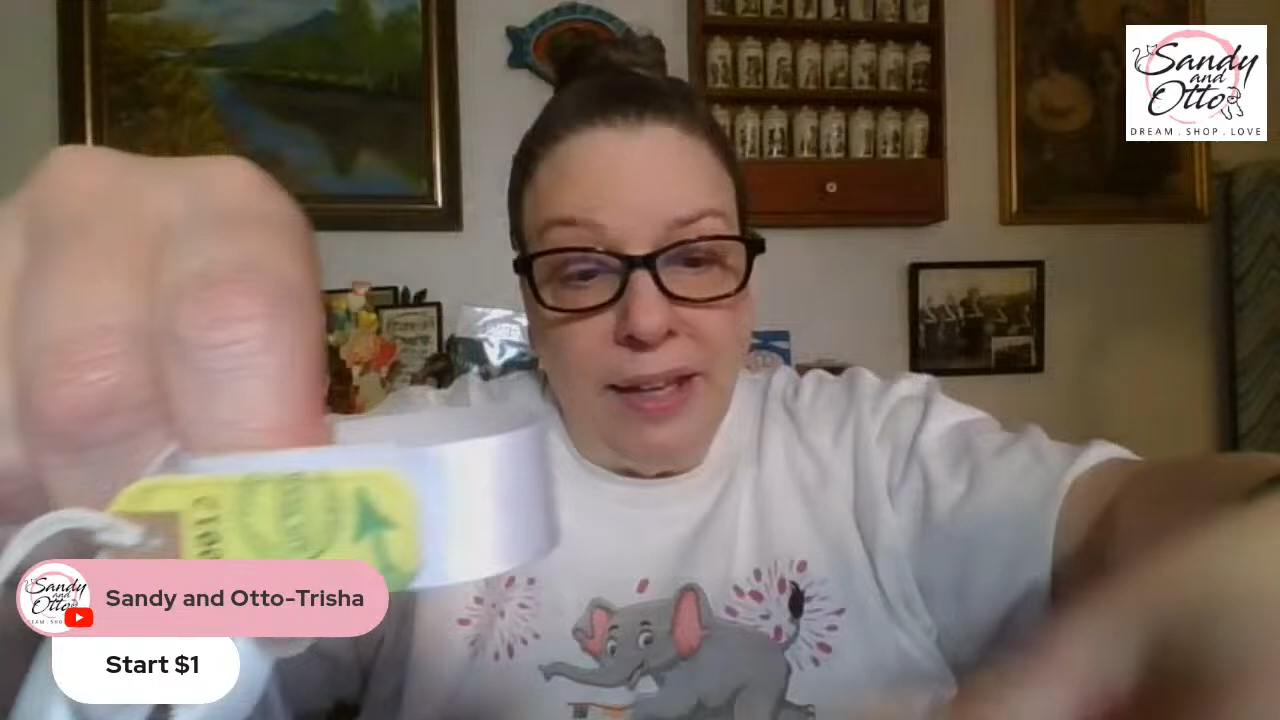 Sandy
and
Otto
DREAM . SHOP . LOVE
Sandy and Otto-Trisha
Start $1